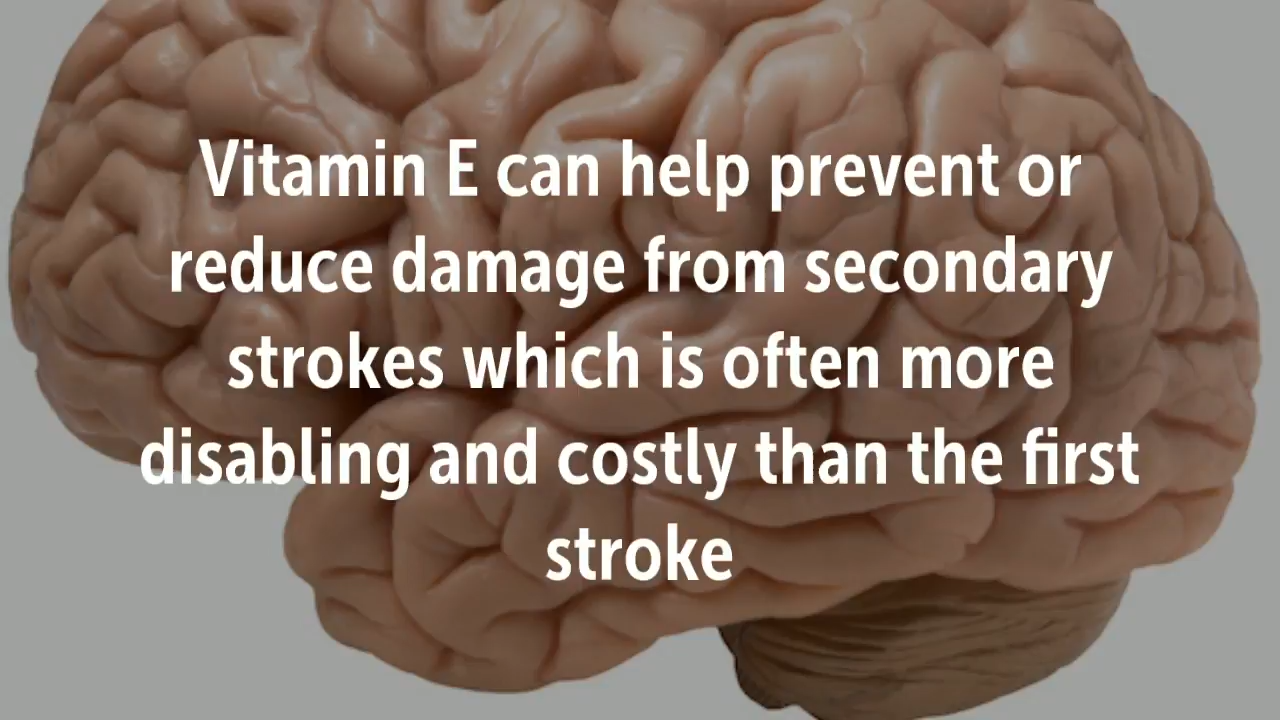 Vitamin E can help prevent or
reduce damage from secondary
strokes which is often more
disabling and costly than the first
stroke